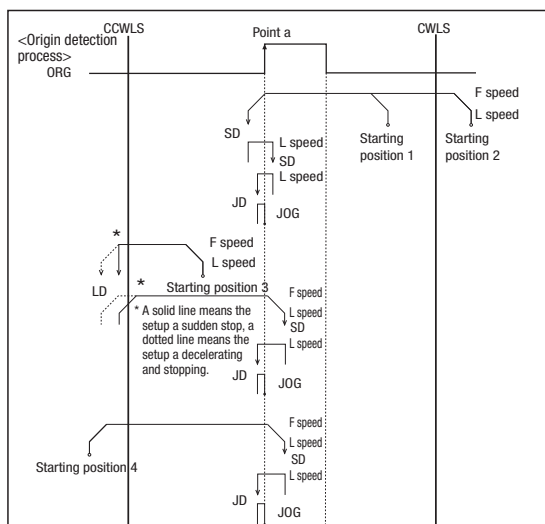 CCWLS
Point a
CWLS
<Origin detection
process>
ORG
F speed
L speed
SD
Starting
position 1
Starting
position 2
L speed
SD
L speed
JD
JOG
*
F speed
L speed
LD
*
Starting position 3
F speed
* A solid line means the
setup a sudden stop, a
dotted line means the
setup a decelerating
and stopping.
L speed
SD
L speed
JD
JOG
F speed
L speed
SD
Starting position 4
L speed
JD
JOG